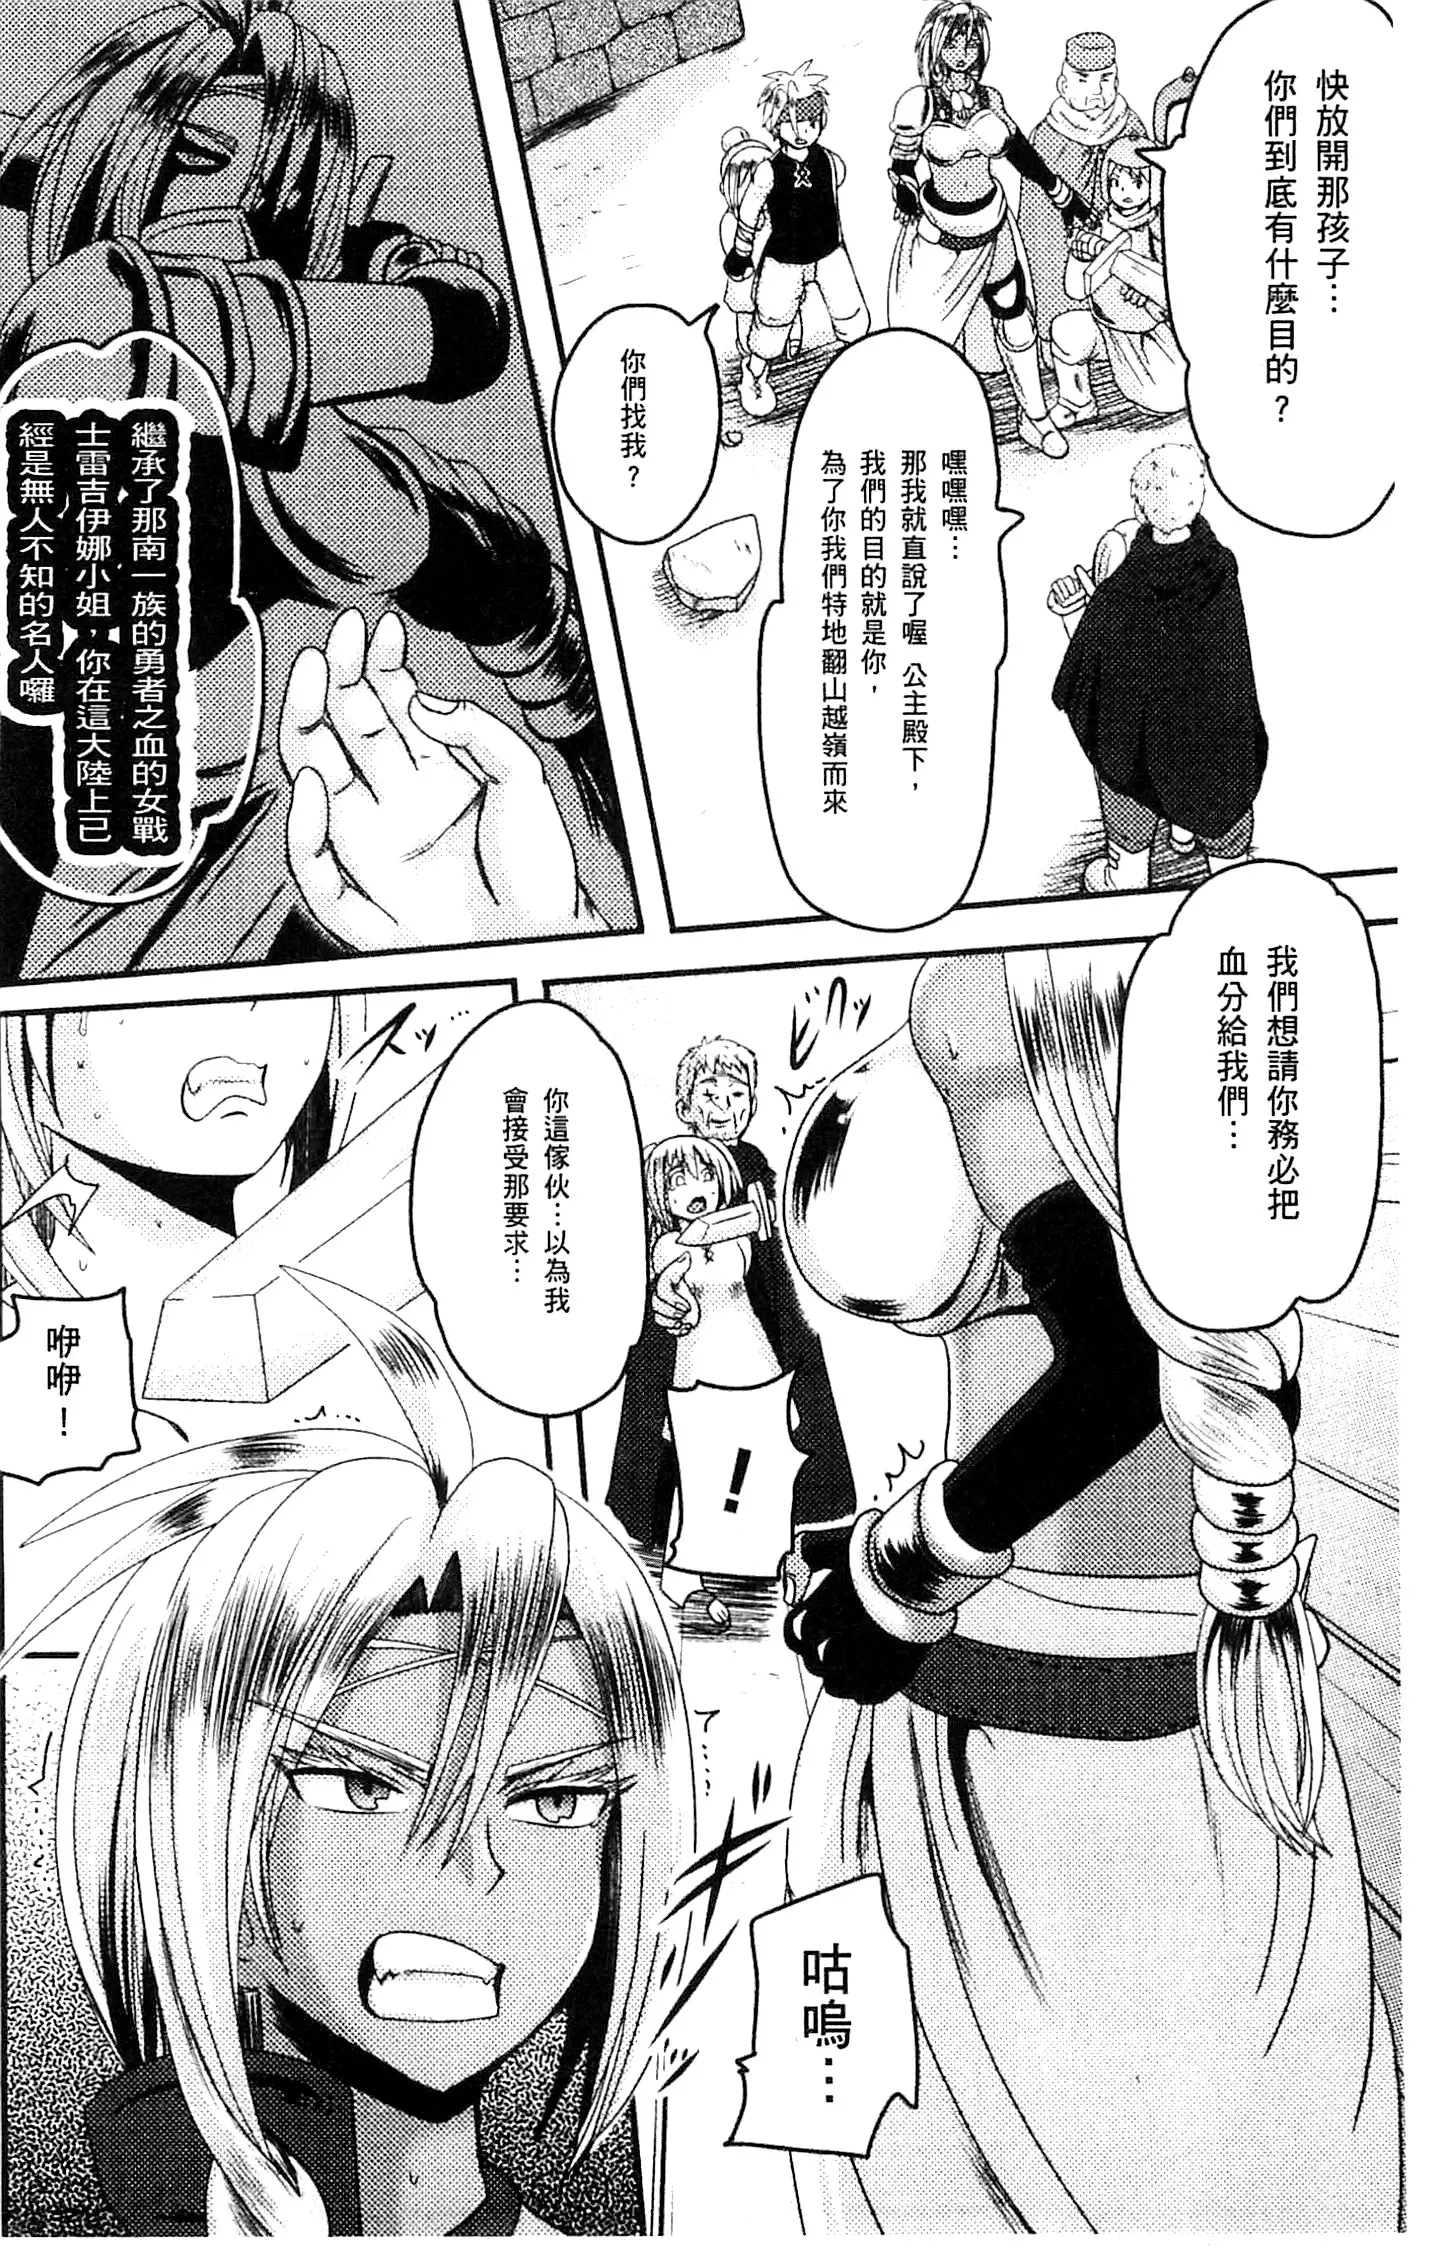 快放開那孩子…
你們到底有什麼目的？
嘿嘿嘿…
那我就直說了喔 公主殿下，
我們的目的就是你，
為了你我們特地翻山越嶺而來
你們找我？
繼承了那南一族的勇者之血的女戰
士雷吉伊娜小姐，你在這大陸上已
經是無人不知的名人囉
我們想請你務必把
血分給我們…
！
你這傢伙…以為我
會接受那要求…
咿咿！
咕嗚…